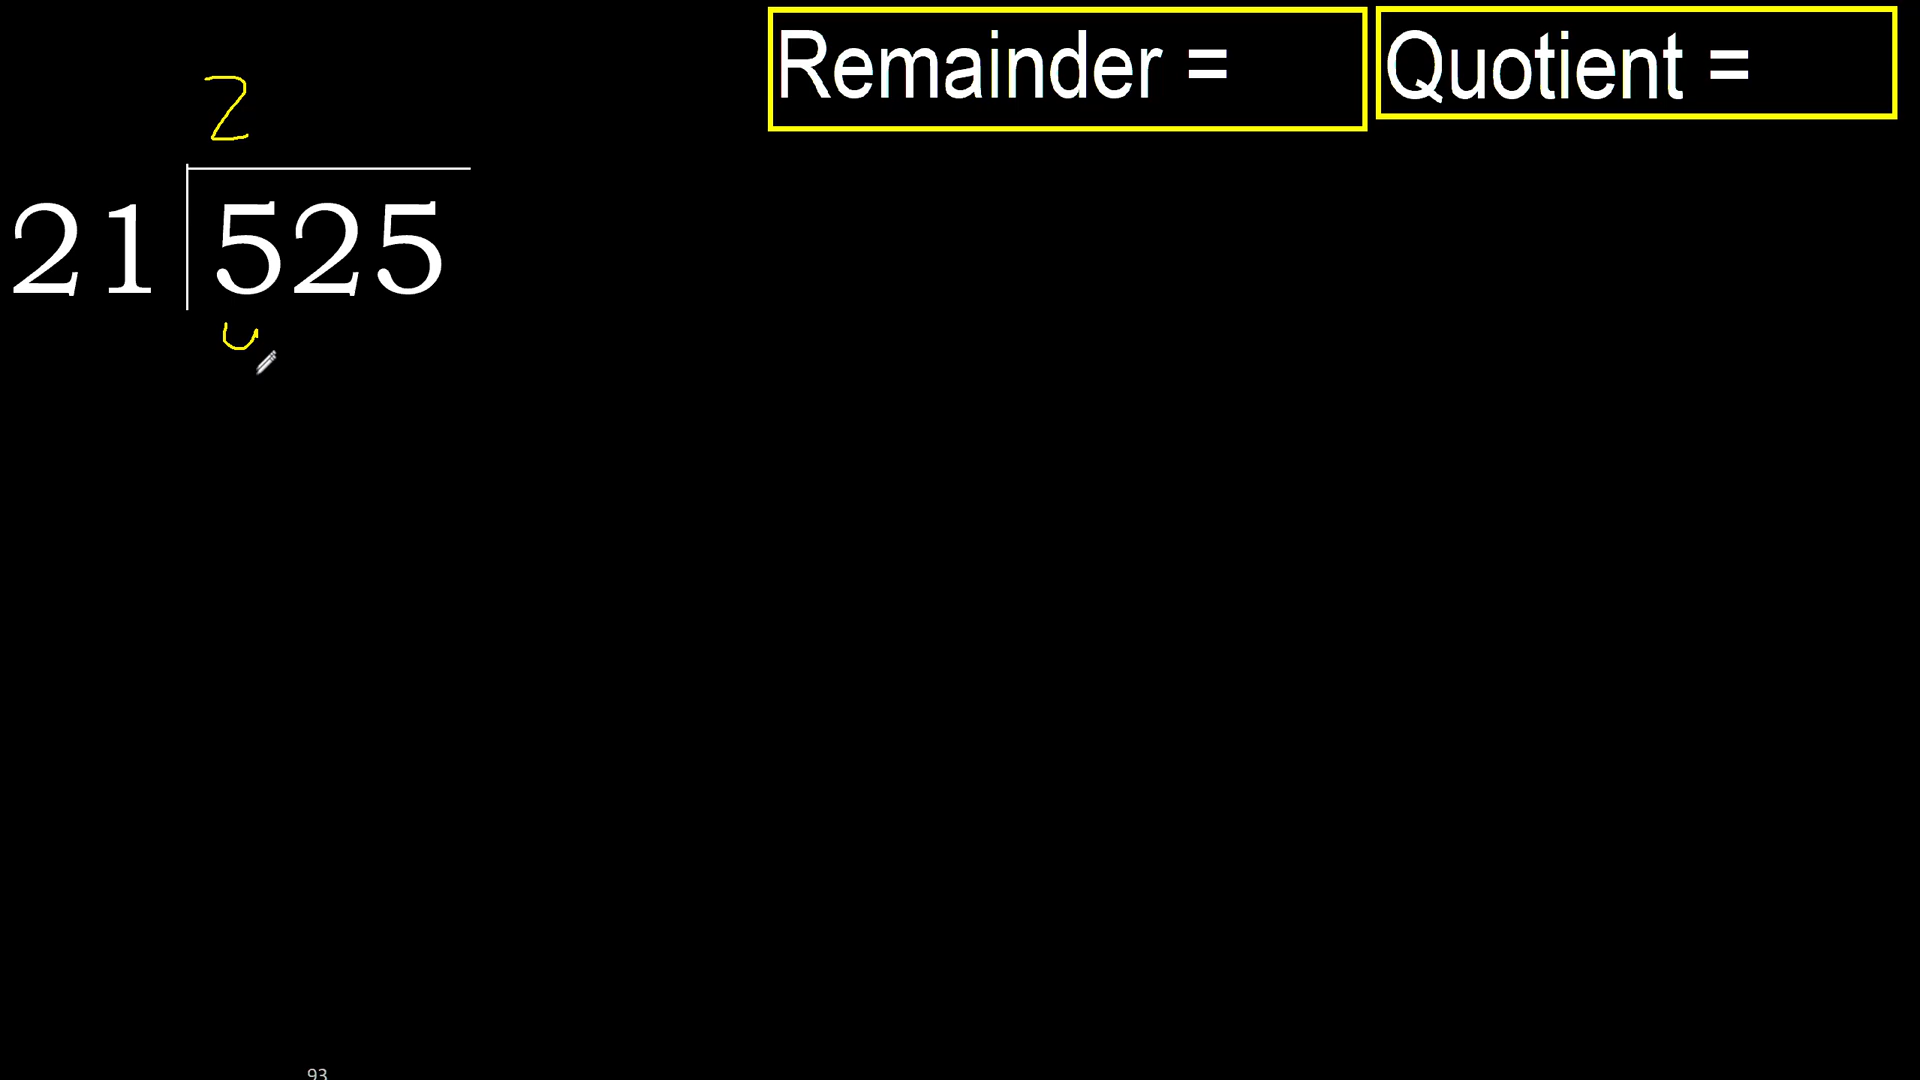 Remainder = Quotient =
2
21 525
93